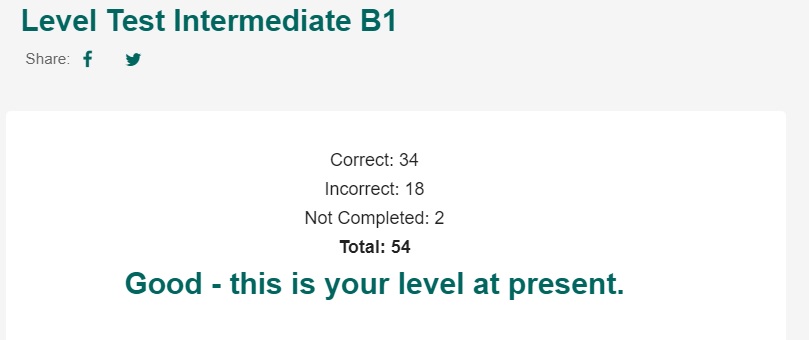 Level Test Intermediate B1
Share:
Correct: 34
Incorrect: 18
Not Completed: 2
Total: 54
Good - this is your level at present.